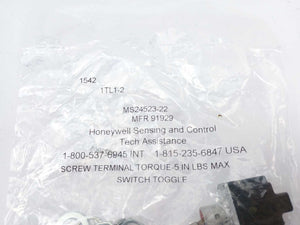 1542
1TL1-2
MS24523-22
MFR 91929
Honeywell Sensing and Control
Tech Assistance
1-800-537-6945 INT 1-815-235-6847 USA
SCREW TERMINAL TORQUE-5 IN LBS MAX
SWITCH TOGGLE